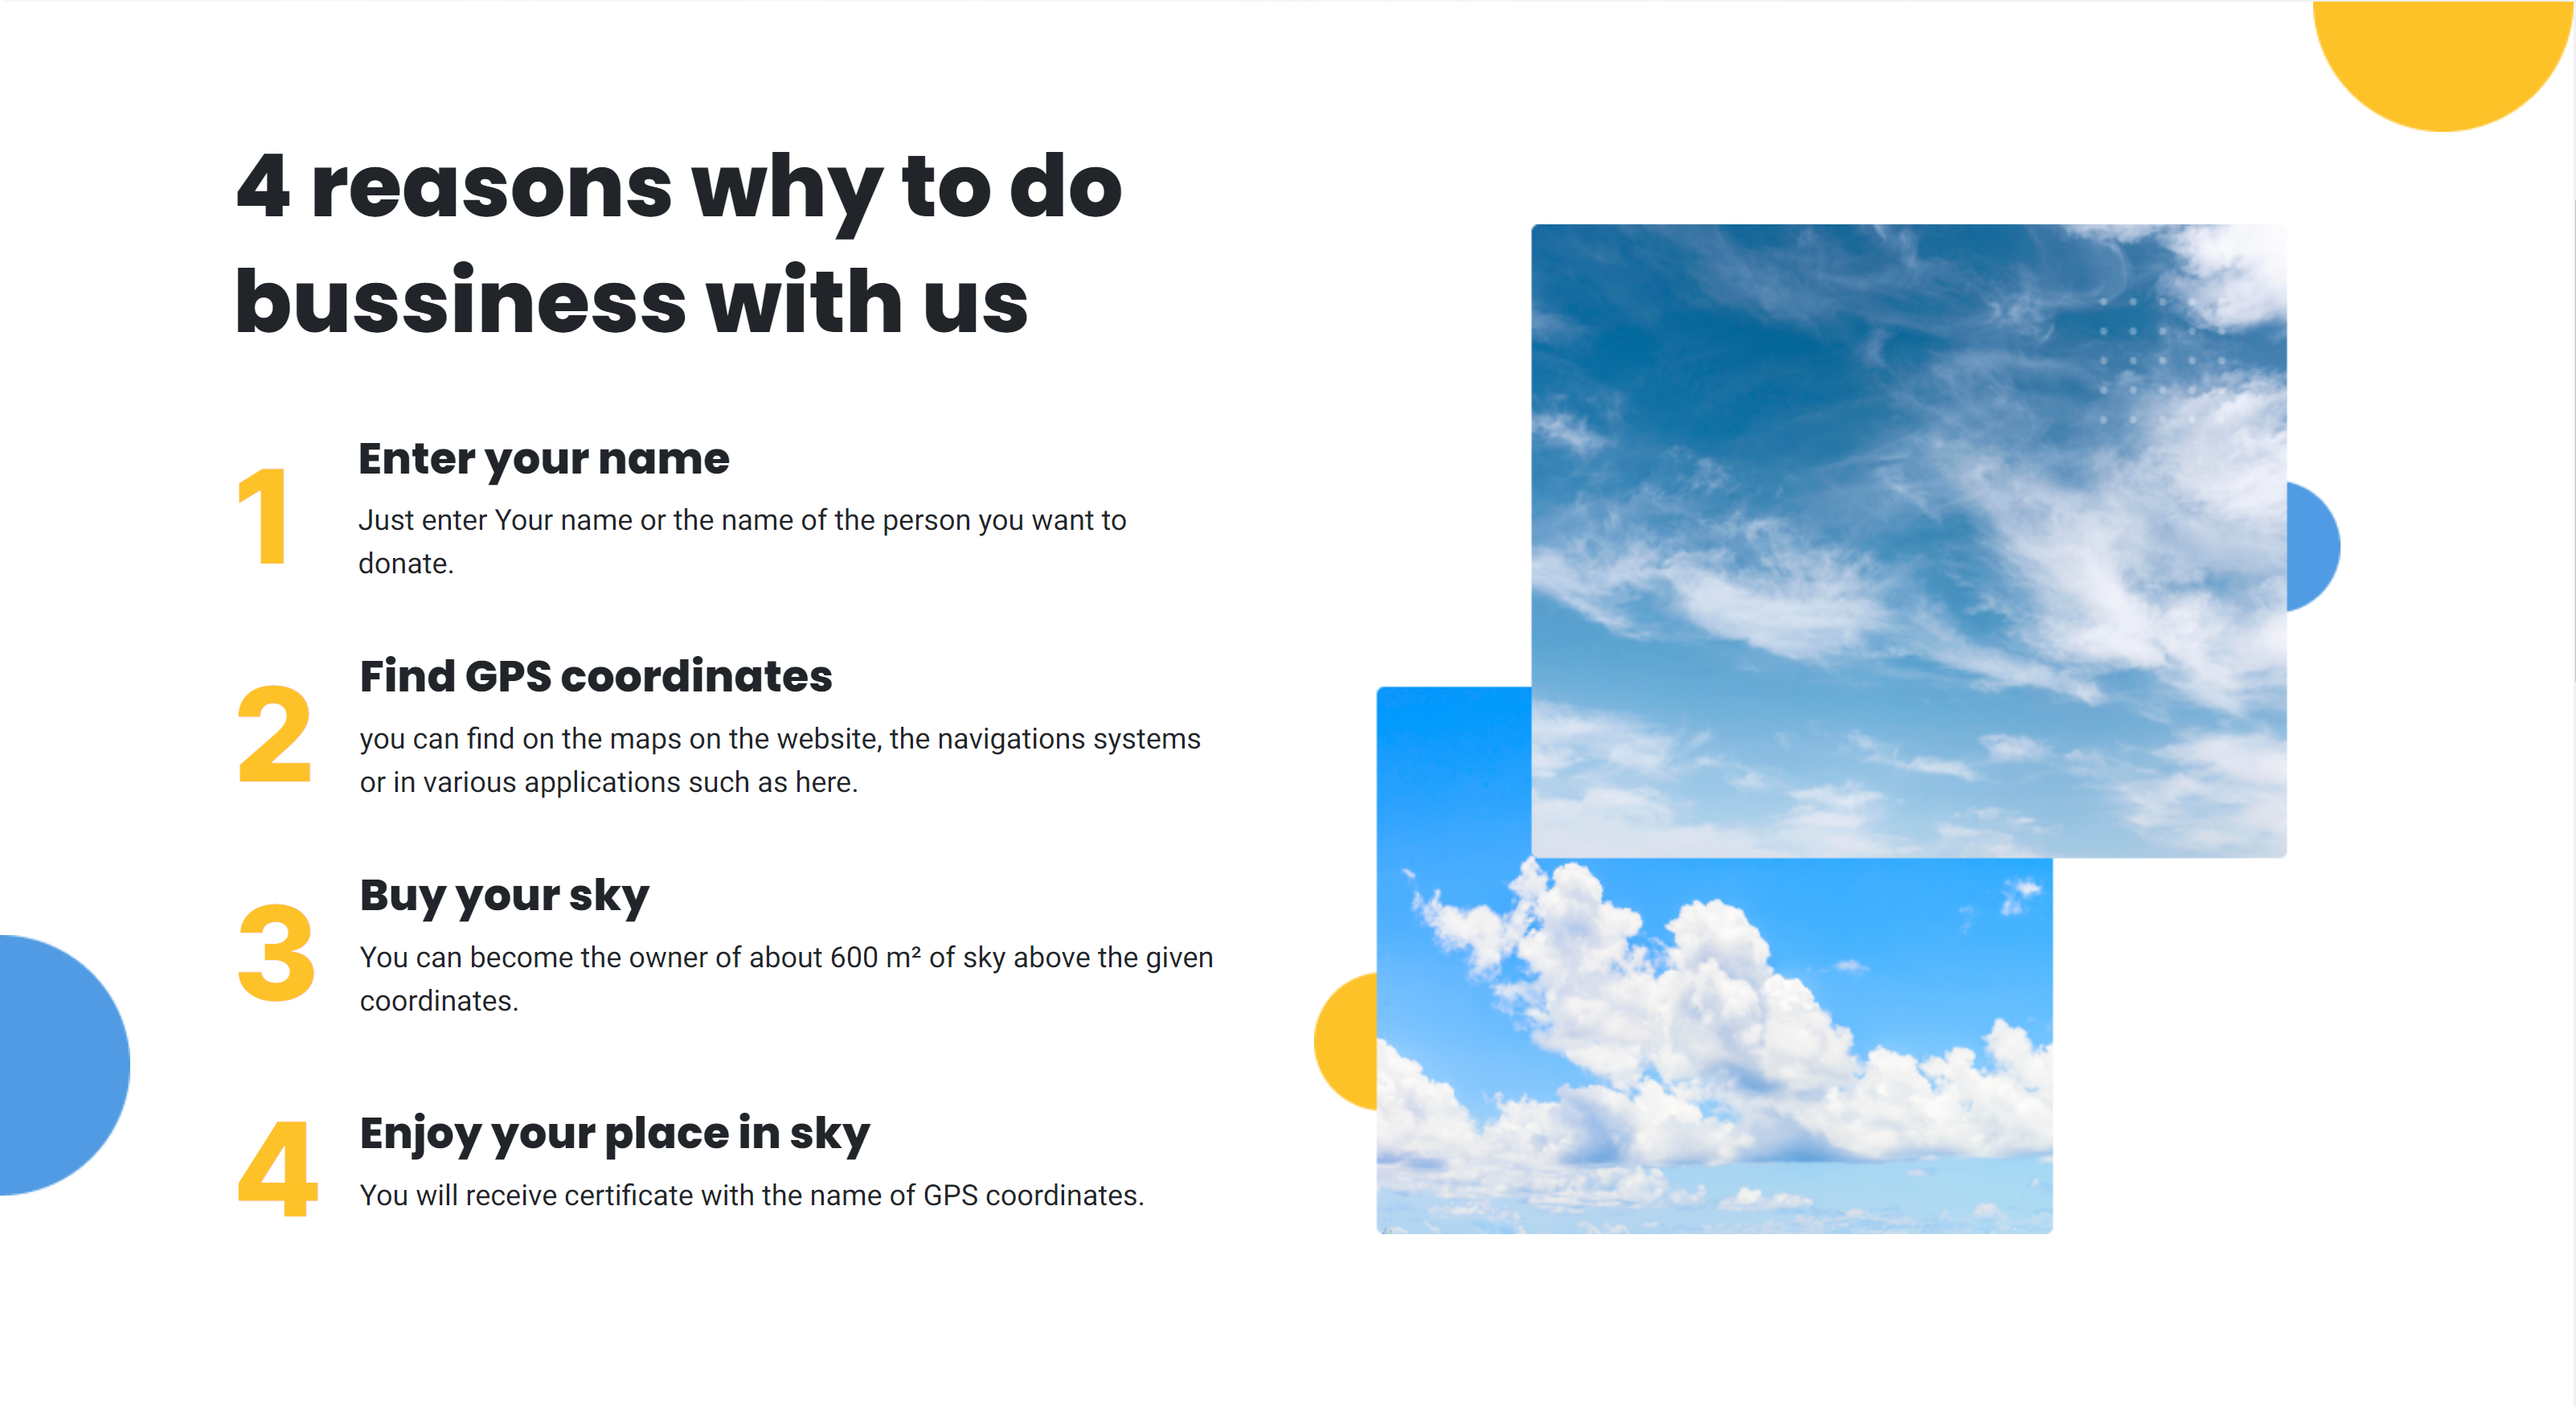 4 reasons why to do
bussiness with us
1
Enter your name
Just enter Your name or the name of the person you want to
donate.
2
Find GPS coordinates
you can find on the maps on the website, the navigations systems
or in various applications such as here.
3
Buy your sky
You can become the owner of about 600 m² of sky above the given
coordinates.
4
Enjoy your place in sky
You will receive certificate with the name of GPS coordinates.